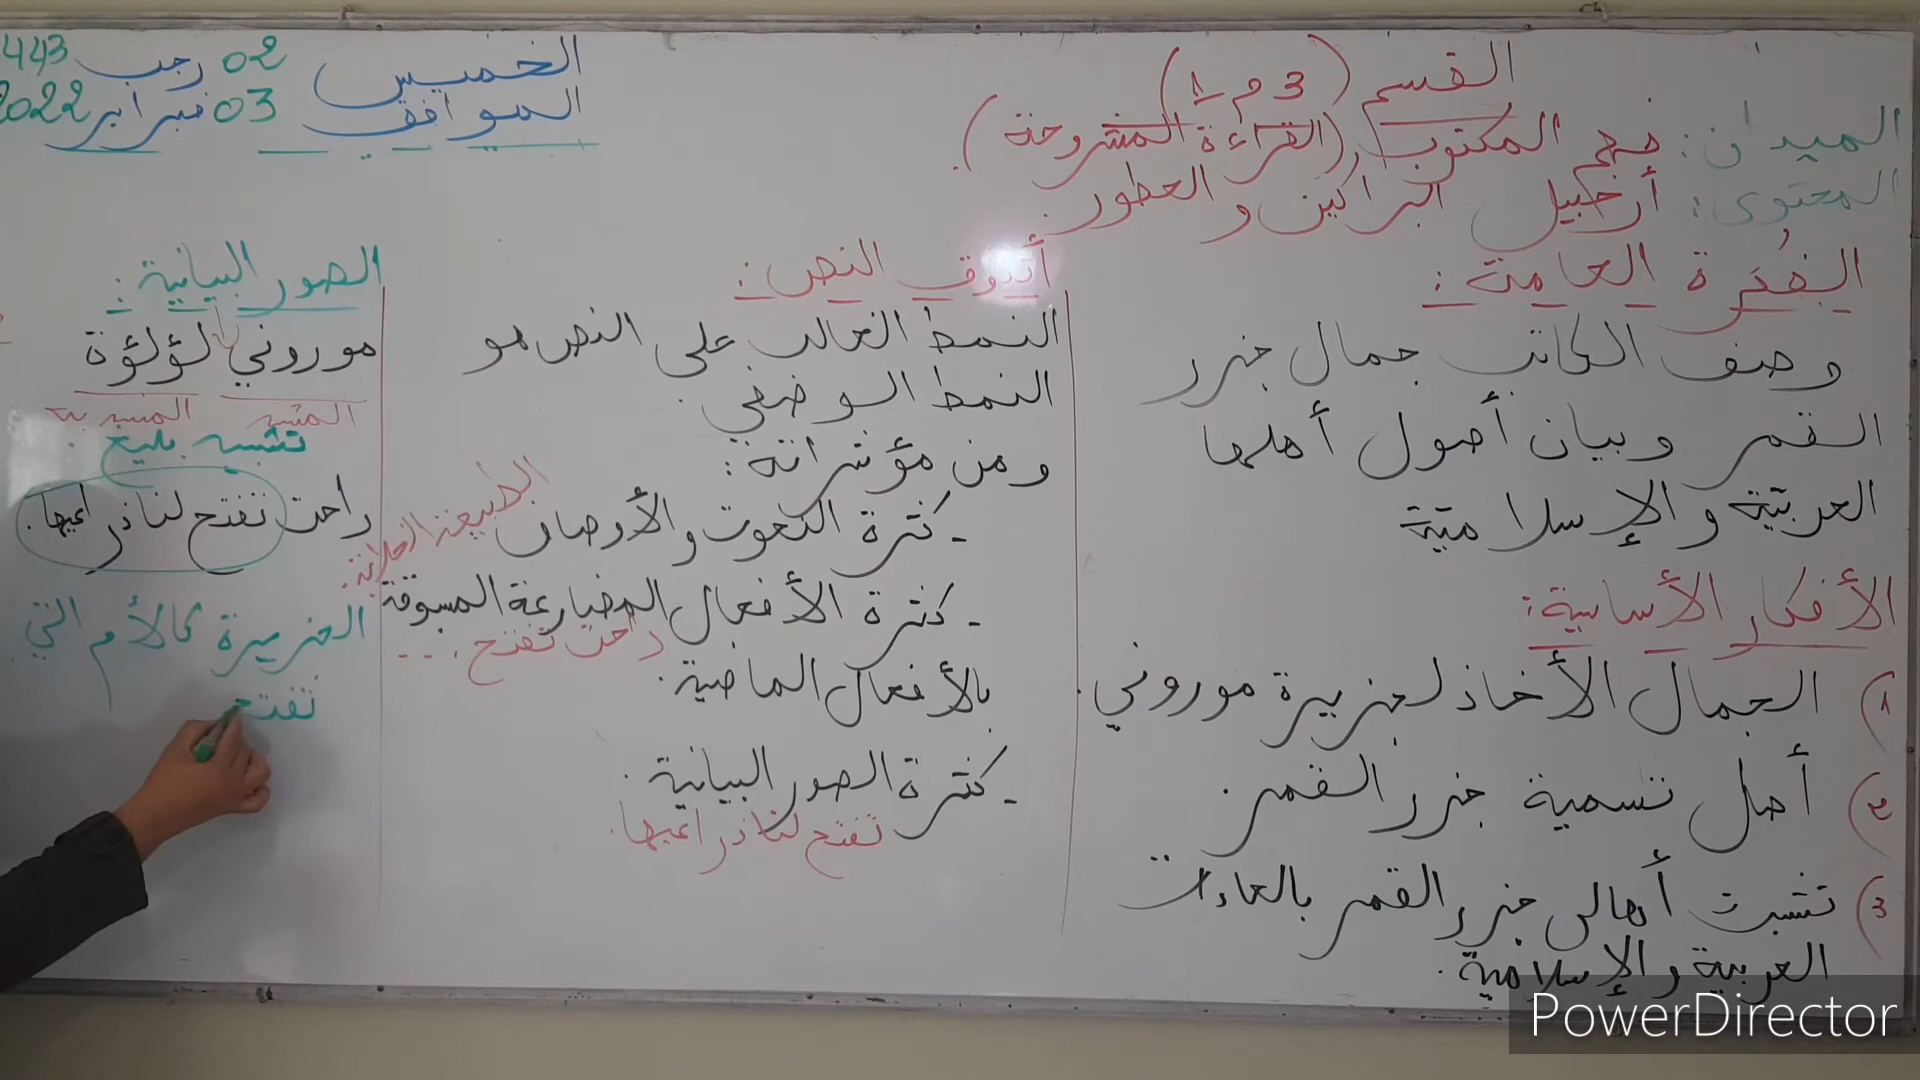 القسم (3 م 1)
الميدان: فهم المكتوب (القراءة المشروحة).
المحتوى: أرخبيل البراكين و العطور.
الخميس 02 رجب 1443
الموافق 03 فبراير 2022
الفكرة العامة:
وصف الكاتب جمال جزر
القمر وبيان أصول أهلها
العربية والإسلامية
الأفكار الأساسية:
1) الجمال الأخاذ لجزيرة موروني.
2) أصل تسمية جزر القمر.
3) تشبث أهالي جزر القمر بالعادات
العربية والإسلامية.
أتذوق النص:
النمط الغالب على النص هو
النمط الوصفي.
ومن مؤشراته:
- كثرة النعوت والأوصاف
الطبيعة الخلابة.
- كثرة الأفعال المضارعة المسبوقة
راحت تفتح....
بالأفعال الماضية.
- كثرة الصور البيانية.
تفتح لنا ذراعيها.
الصور البيانية:
موروني لؤلؤة
المشبه المشبه به
تشبيه بليغ.
راحت تفتح لنا ذراعيها.
الجزيرة كالأم التي
تفتح
PowerDirector